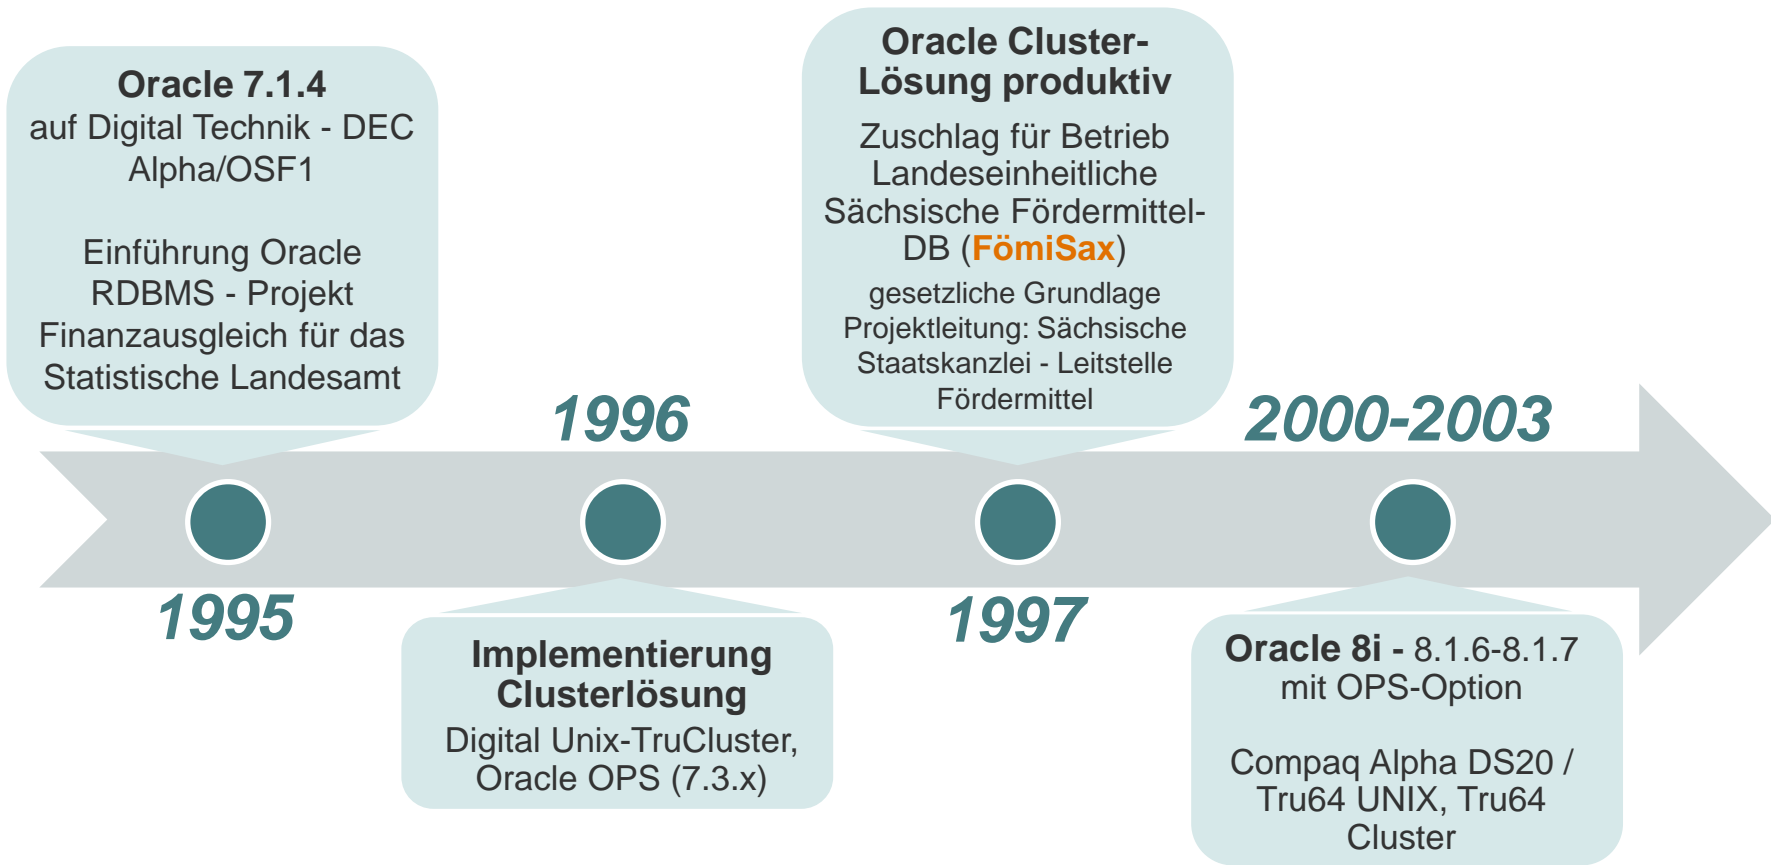 Oracle 7.1.4
auf Digital Technik - DEC
Alpha/OSF1
Einführung Oracle
RDBMS - Projekt
Finanzausgleich für das
Statistische Landesamt
1995
1996
Implementierung
Clusterlösung
Digital Unix-TruCluster,
Oracle OPS (7.3.x)
Oracle Cluster-
Lösung produktiv
Zuschlag für Betrieb
Landeseinheitliche
Sächsische Fördermittel-
DB (FömiSax)
gesetzliche Grundlage
Projektleitung: Sächsische
Staatskanzlei - Leitstelle
Fördermittel
1997
2000-2003
Oracle 8i - 8.1.6-8.1.7
mit OPS-Option
Compaq Alpha DS20 /
Tru64 UNIX, Tru64
Cluster